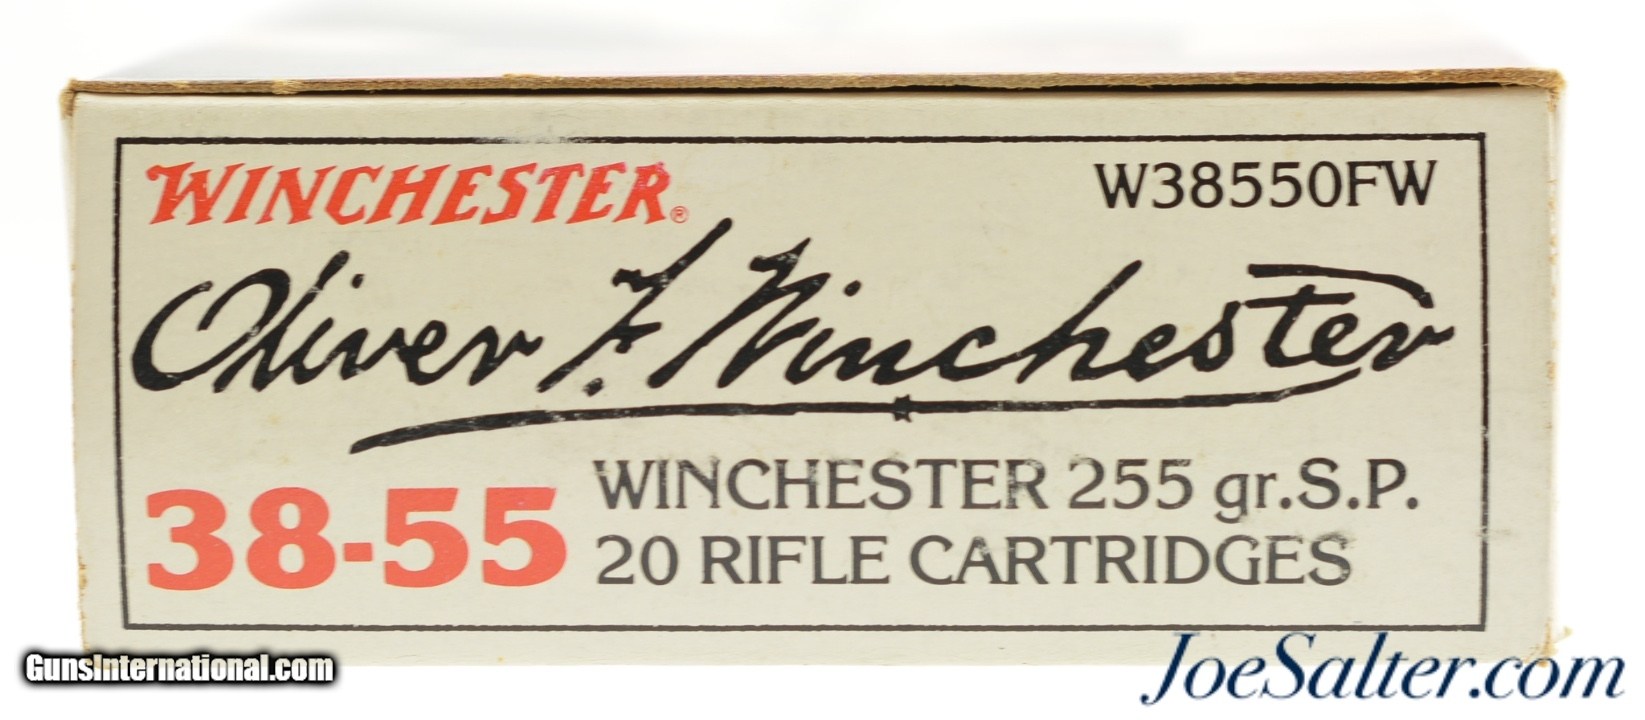 WINCHESTER®
W38550FW
Oliver F. Winchester
38-55
WINCHESTER 255 gr.S.P.
20 RIFLE CARTRIDGES
GunsInternational.com
JoeSalter.com